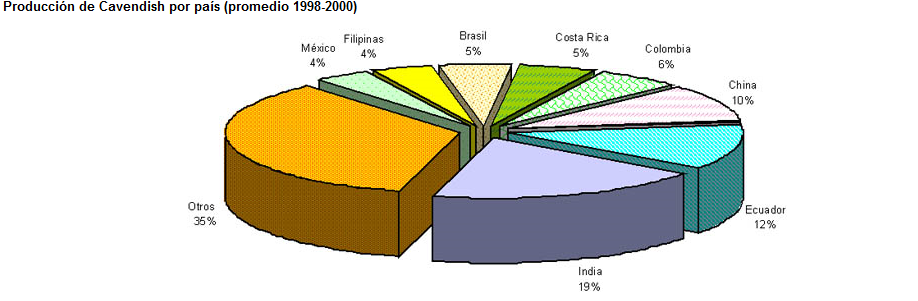 Producción de Cavendish por país (promedio 1998-2000)
México
4%
Filipinas
4%
Brasil
5%
Costa Rica
5%
Colombia
6%
China
10%
Otros
35%
Ecuador
12%
India
19%